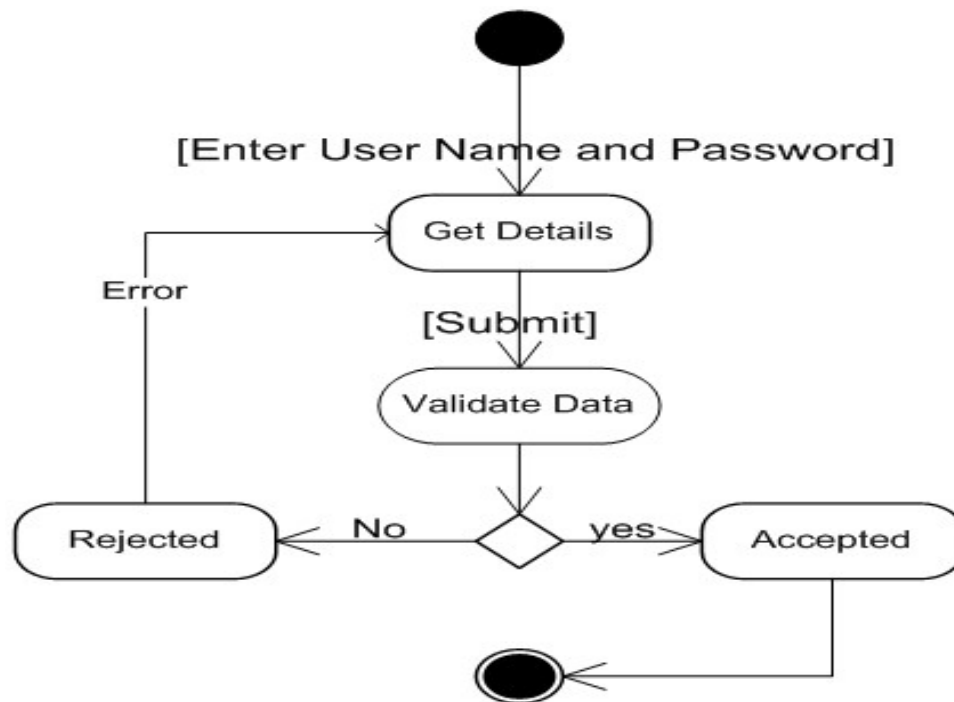 [Enter User Name and Password]
Get Details
Error
[Submit]
Validate Data
Rejected
No
yes
Accepted